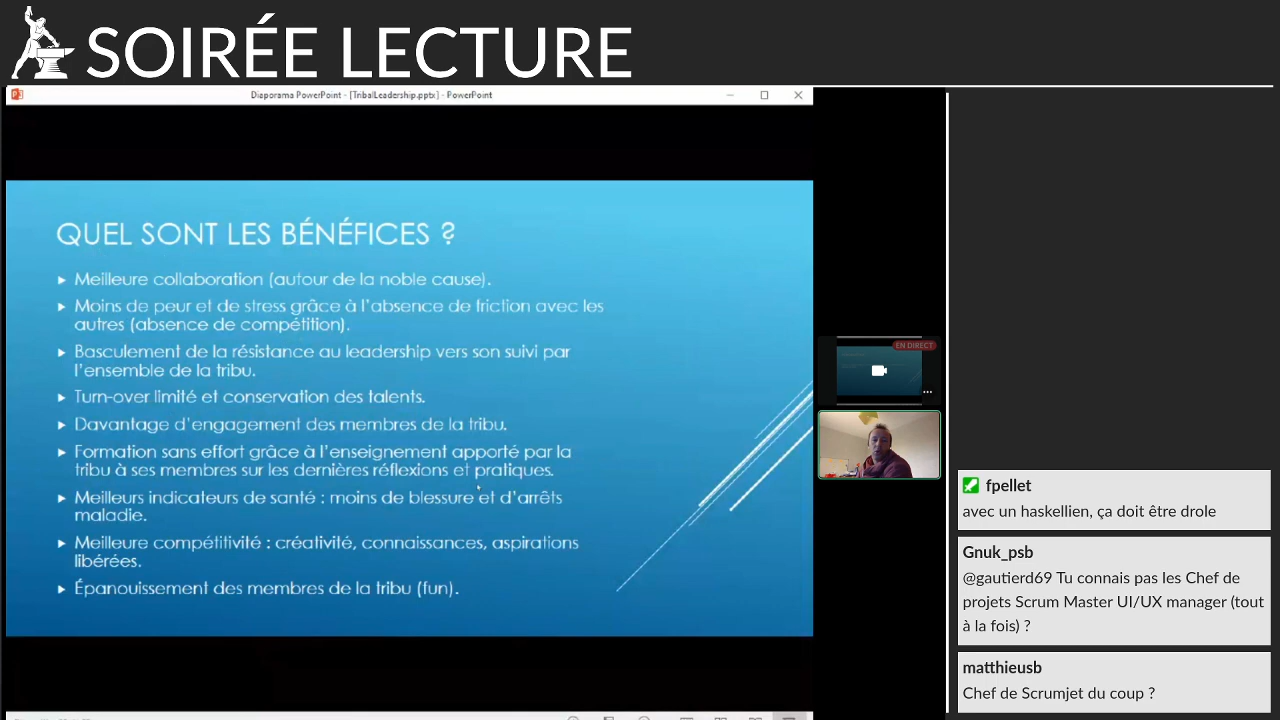 SOIRÉE LECTURE
Diaporama PowerPoint - [TribalLeadership.pptx] - PowerPoint
QUEL SONT LES BÉNÉFICES ?
Meilleure collaboration (autour de la noble cause).
Moins de peur et de stress grâce à l'absence de friction avec les
autres (absence de compétition).
Basculement de la résistance au leadership vers son suivi par
l'ensemble de la tribu.
Turn-over limité et conservation des talents.
Davantage d'engagement des membres de la tribu.
Formation sans effort grâce à l'enseignement apporté par la
tribu à ses membres sur les dernières réflexions et pratiques.
Meilleurs indicateurs de santé : moins de blessure et d'arrêts
maladie.
Meilleure compétitivité : créativité, connaissances, aspirations
libérées.
Épanouissement des membres de la tribu (fun).
EN DIRECT
fpellet
avec un haskellien, ça doit être drole
Gnuk_psb
@gautierd69 Tu connais pas les Chef de
projets Scrum Master UI/UX manager (tout
à la fois) ?
matthieusb
Chef de Scrumjet du coup ?